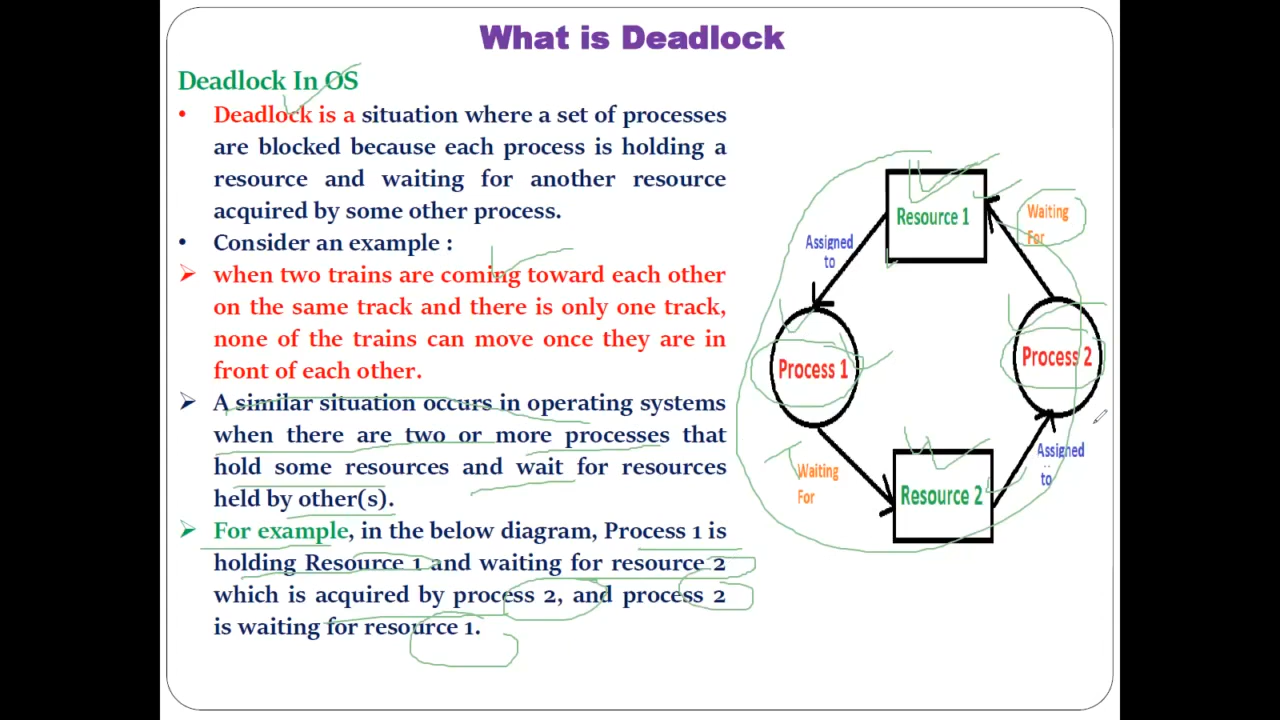 What is Deadlock
Deadlock In OS
• Deadlock is a situation where a set of processes
are blocked because each process is holding a
resource and waiting for another resource
acquired by some other process.
• Consider an example :
➢ when two trains are coming toward each other
on the same track and there is only one track,
none of the trains can move once they are in
front of each other.
➢ A similar situation occurs in operating systems
when there are two or more processes that
hold some resources and wait for resources
held by other(s).
➢ For example, in the below diagram, Process 1 is
holding Resource 1 and waiting for resource 2
which is acquired by process 2, and process 2
is waiting for resource 1.
Resource 1
Waiting
For
Assigned
to
Process 1
Process 2
Waiting
For
Resource 2
Assigned
to